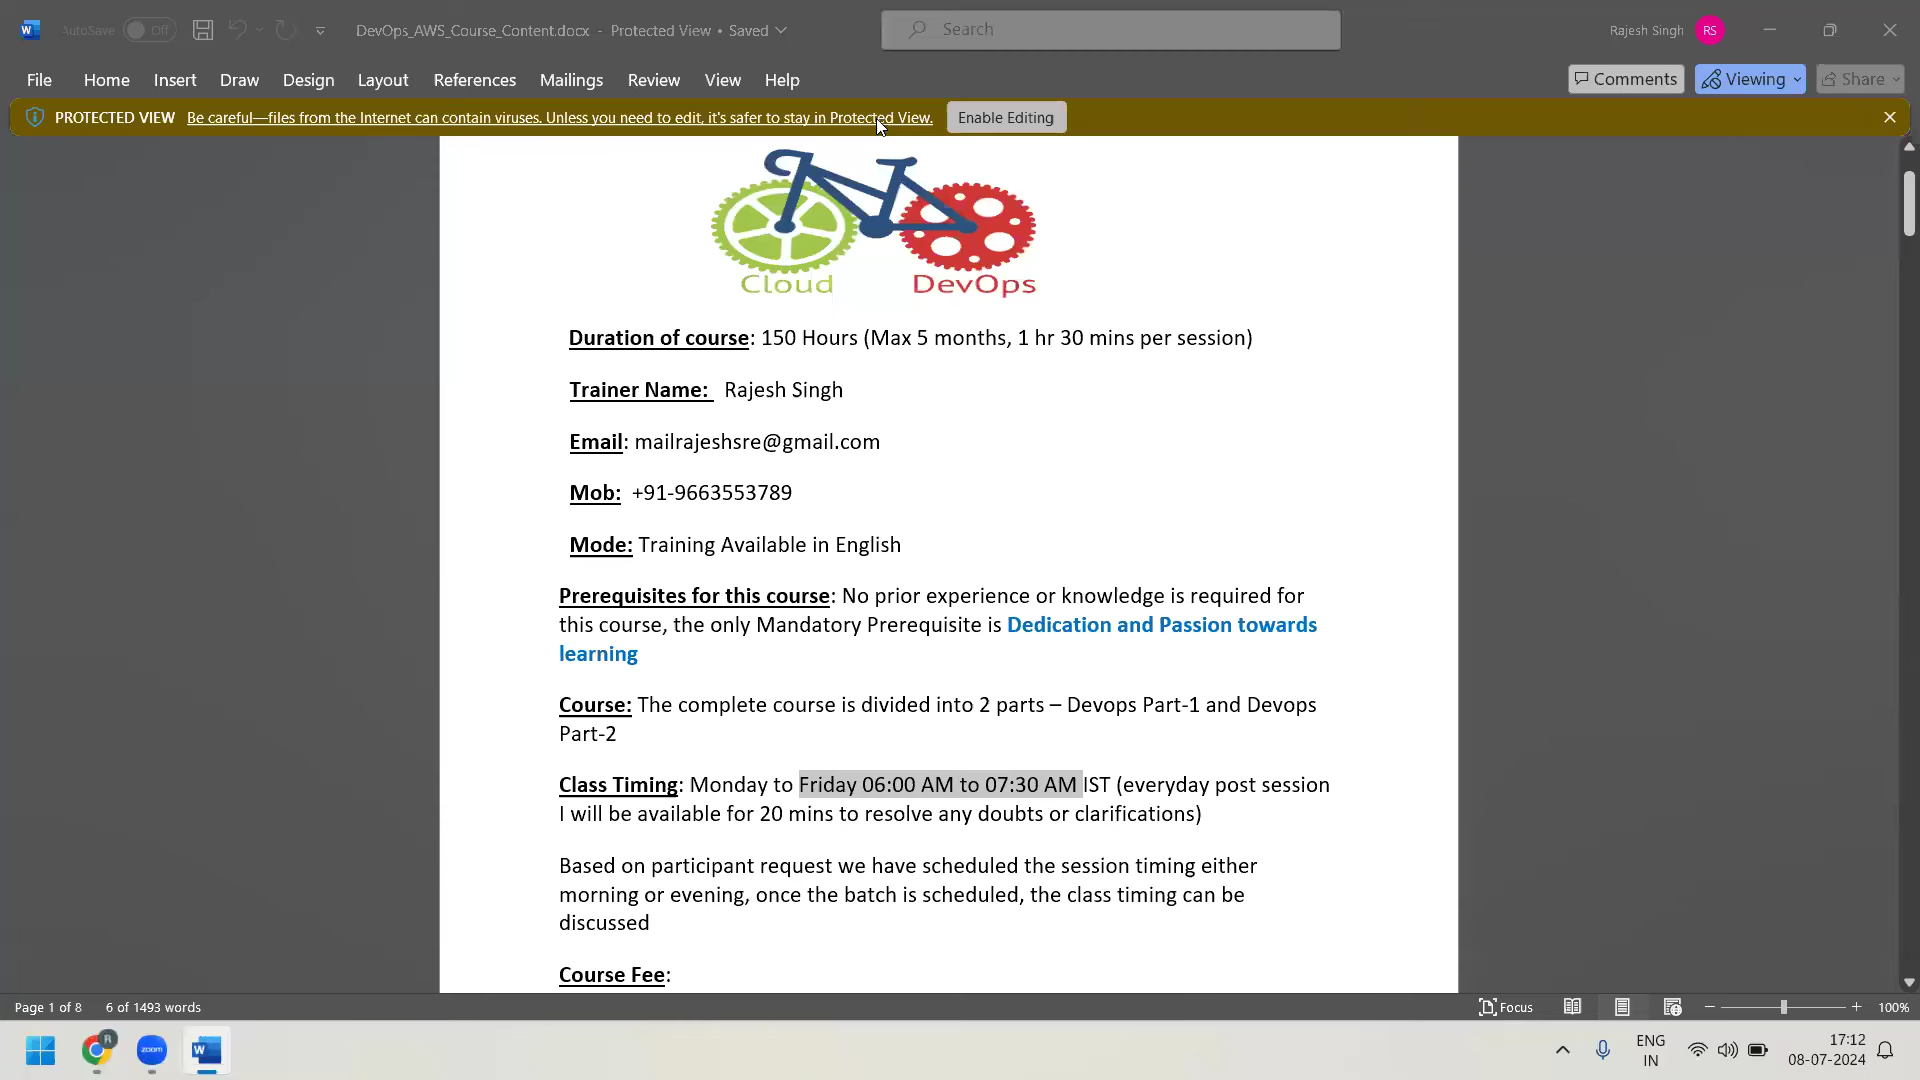 AutoSave Off DevOps_AWS_Course_Content.docx - Protected View • Saved Search Rajesh Singh RS
File Home Insert Draw Design Layout References Mailings Review View Help Comments Viewing Share
PROTECTED VIEW Be careful—files from the Internet can contain viruses. Unless you need to edit, it's safer to stay in Protected View. Enable Editing
Cloud DevOps
Duration of course: 150 Hours (Max 5 months, 1 hr 30 mins per session)
Trainer Name: Rajesh Singh
Email: mailrajeshsre@gmail.com
Mob: +91-9663553789
Mode: Training Available in English
Prerequisites for this course: No prior experience or knowledge is required for
this course, the only Mandatory Prerequisite is Dedication and Passion towards
learning
Course: The complete course is divided into 2 parts – Devops Part-1 and Devops
Part-2
Class Timing: Monday to Friday 06:00 AM to 07:30 AM IST (everyday post session
I will be available for 20 mins to resolve any doubts or clarifications)
Based on participant request we have scheduled the session timing either
morning or evening, once the batch is scheduled, the class timing can be
discussed
Course Fee:
Page 1 of 8 6 of 1493 words Focus 100%
R zoom W ENG 17:12
IN 08-07-2024